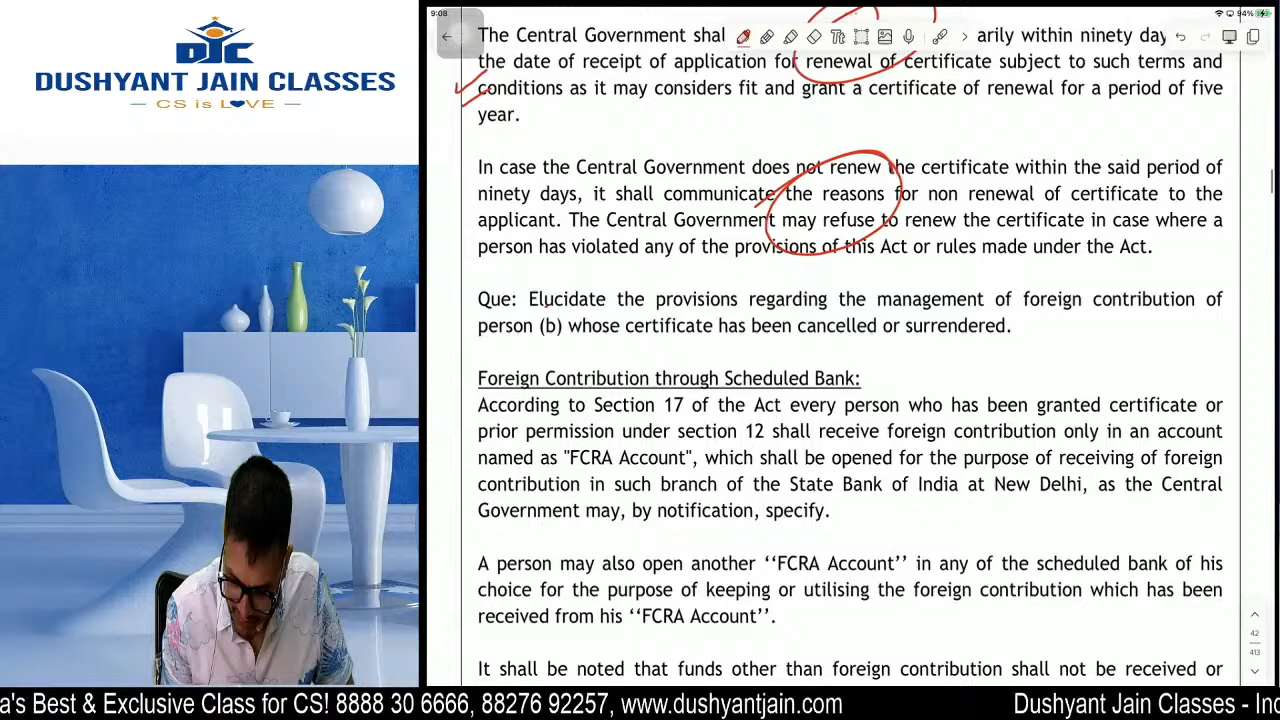 9:08
94%
DJC
DUSHYANT JAIN CLASSES
— CS is LOVE —
The Central Government shal
arily within ninety day
the date of receipt of application for renewal of certificate subject to such terms and
conditions as it may considers fit and grant a certificate of renewal for a period of five
year.
In case the Central Government does not renew the certificate within the said period of
ninety days, it shall communicate the reasons for non renewal of certificate to the
applicant. The Central Government may refuse to renew the certificate in case where a
person has violated any of the provisions of this Act or rules made under the Act.
Que: Elucidate the provisions regarding the management of foreign contribution of
person (b) whose certificate has been cancelled or surrendered.
Foreign Contribution through Scheduled Bank:
According to Section 17 of the Act every person who has been granted certificate or
prior permission under section 12 shall receive foreign contribution only in an account
named as "FCRA Account", which shall be opened for the purpose of receiving of foreign
contribution in such branch of the State Bank of India at New Delhi, as the Central
Government may, by notification, specify.
A person may also open another ‘‘FCRA Account’’ in any of the scheduled bank of his
choice for the purpose of keeping or utilising the foreign contribution which has been
received from his ‘‘FCRA Account’’.
It shall be noted that funds other than foreign contribution shall not be received or
42
413
a's Best & Exclusive Class for CS! 8888 30 6666, 88276 92257, www.dushyantjain.com
Dushyant Jain Classes - Inc